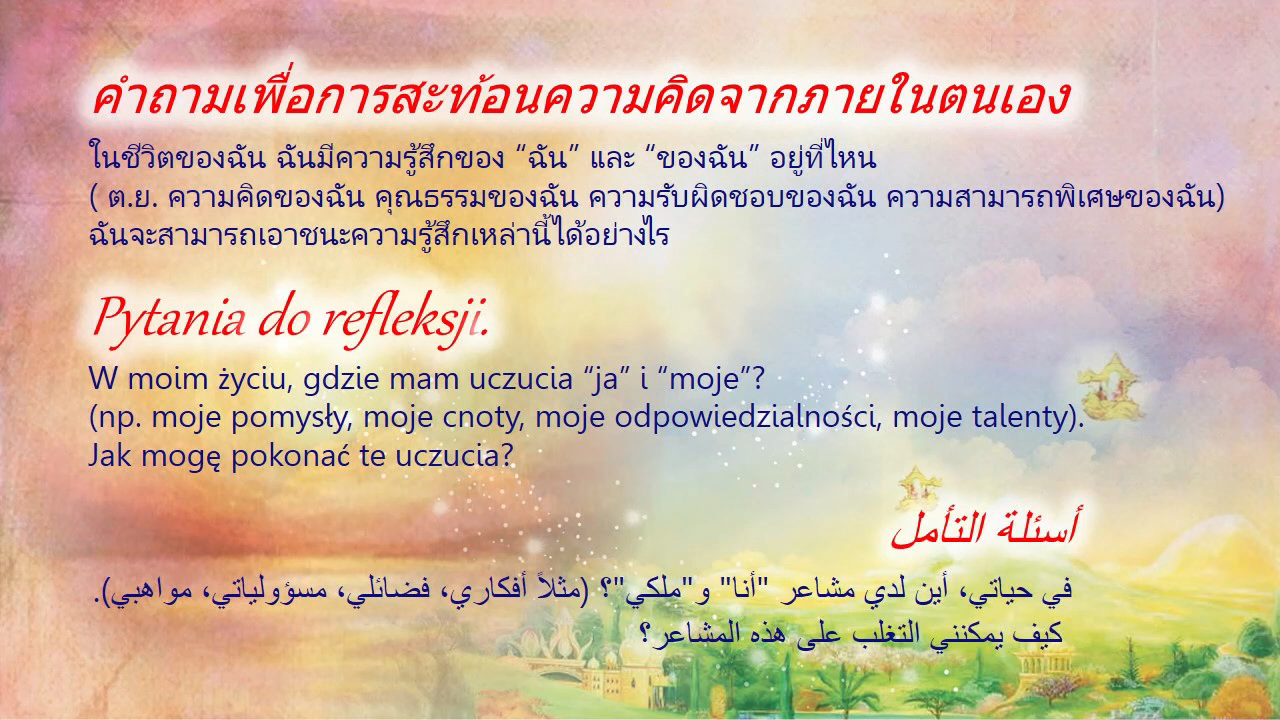 คำถามเพื่อการสะท้อนความคิดจากภายในตนเอง
ในชีวิตของฉัน ฉันมีความรู้สึกของ “ฉัน” และ “ของฉัน” อยู่ที่ไหน
( ต.ย. ความคิดของฉัน คุณธรรมของฉัน ความรับผิดชอบของฉัน ความสามารถพิเศษของฉัน)
ฉันจะสามารถเอาชนะความรู้สึกเหล่านี้ได้อย่างไร
Pytania do refleksji.
W moim życiu, gdzie mam uczucia “ja” i “moje”?
(np. moje pomysły, moje cnoty, moje odpowiedzialności, moje talenty).
Jak mogę pokonać te uczucia?
أسئلة التأمل
في حياتي، أين لدي مشاعر "أنا" و"ملكي"؟ (مثلاً أفكاري، فضائلي، مسؤولياتي، مواهبي).
كيف يمكنني التغلب على هذه المشاعر؟